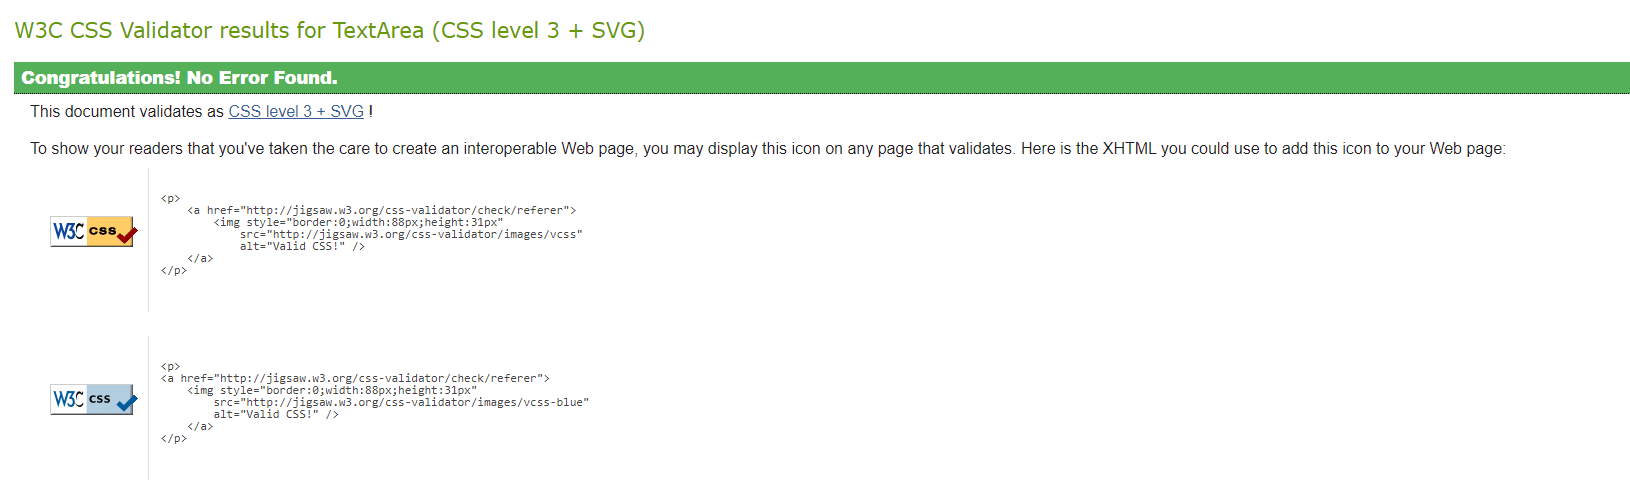 W3C CSS Validator results for TextArea (CSS level 3 + SVG)
Congratulations! No Error Found.
This document validates as CSS level 3 + SVG !
To show your readers that you've taken the care to create an interoperable Web page, you may display this icon on any page that validates. Here is the XHTML you could use to add this icon to your Web page:
W3C css
<p>
    <a href="http://jigsaw.w3.org/css-validator/check/referer">
        <img style="border:0;width:88px;height:31px"
            src="http://jigsaw.w3.org/css-validator/images/vcss"
            alt="Valid CSS!" />
    </a>
</p>
W3C css
<p>
<a href="http://jigsaw.w3.org/css-validator/check/referer">
    <img style="border:0;width:88px;height:31px"
        src="http://jigsaw.w3.org/css-validator/images/vcss-blue"
        alt="Valid CSS!" />
    </a>
</p>